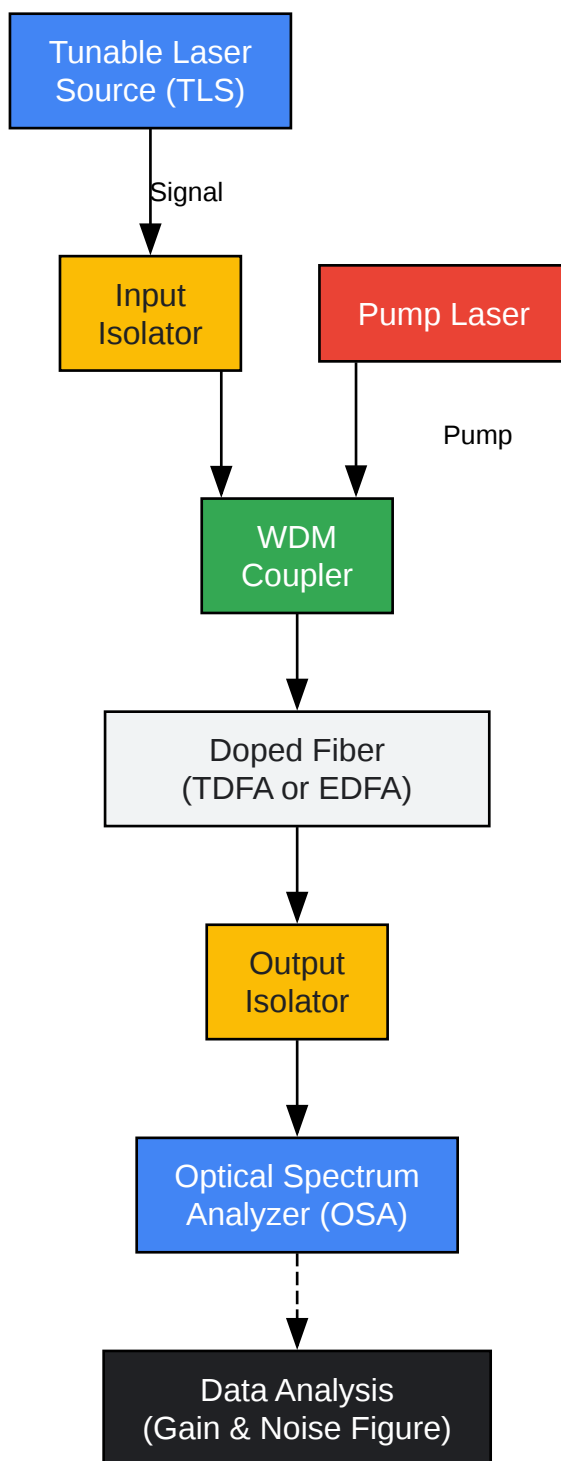 Tunable Laser
Source (TLS)
Signal
Input
Isolator
Pump Laser
Pump
WDM
Coupler
Doped Fiber
(TDFA or EDFA)
Output
Isolator
Optical Spectrum
Analyzer (OSA)
Data Analysis
(Gain & Noise Figure)